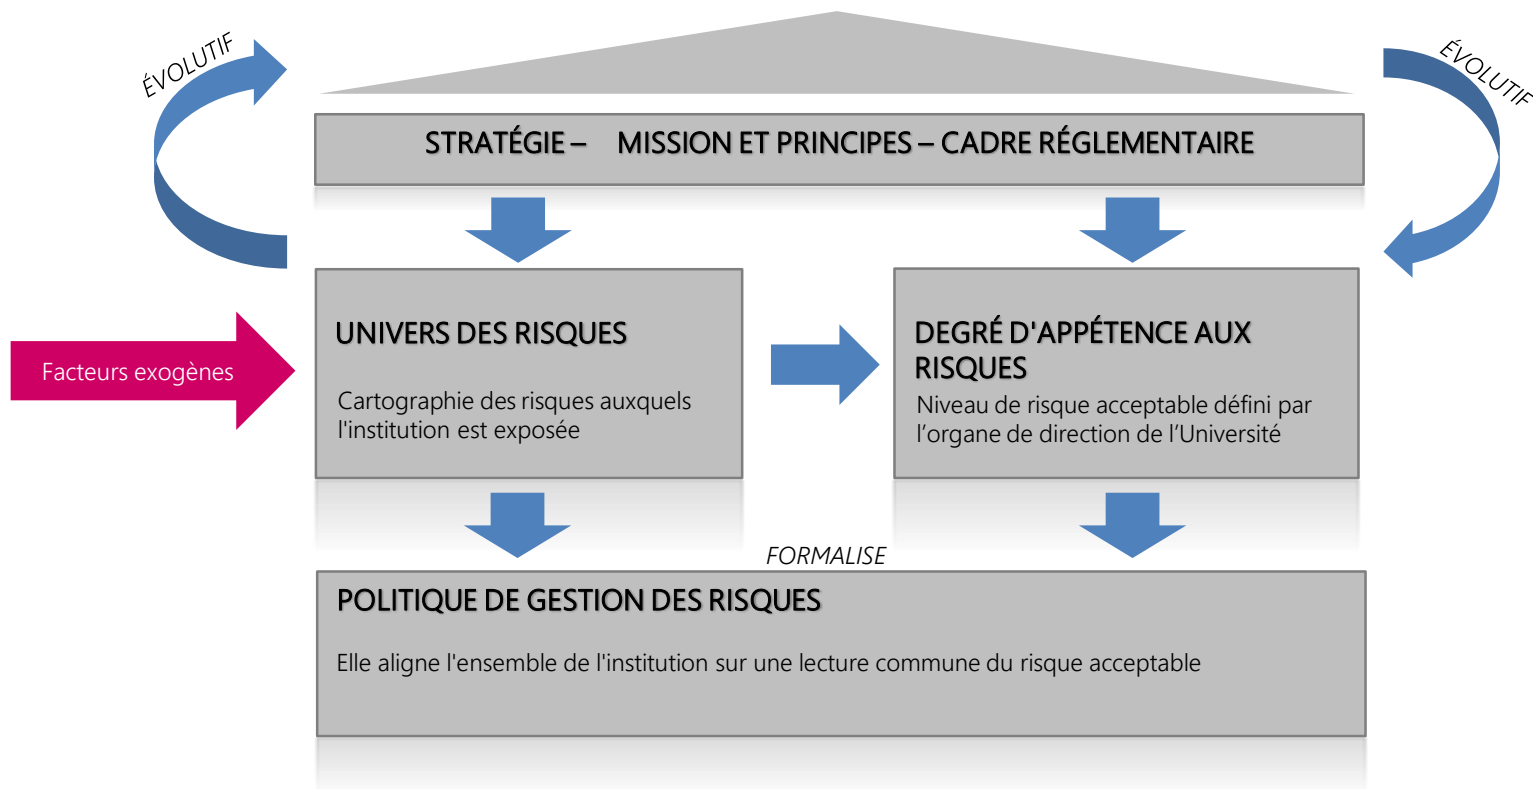 ÉVOLUTIF
ÉVOLUTIF
STRATÉGIE – MISSION ET PRINCIPES – CADRE RÉGLEMENTAIRE
Facteurs exogènes
UNIVERS DES RISQUES
Cartographie des risques auxquels
l'institution est exposée
DEGRÉ D'APPÉTENCE AUX
RISQUES
Niveau de risque acceptable défini par
l’organe de direction de l’Université
FORMALISE
POLITIQUE DE GESTION DES RISQUES
Elle aligne l'ensemble de l'institution sur une lecture commune du risque acceptable